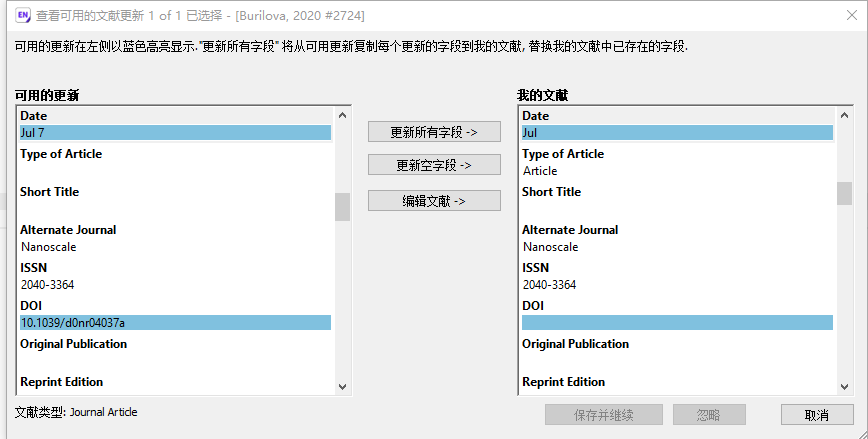 EN 查看可用的文献更新 1 of 1 已选择 - [Burilova, 2020 #2724]
可用的更新在左侧以蓝色高亮显示."更新所有字段" 将从可用更新复制每个更新的字段到我的文献, 替换我的文献中已存在的字段.
可用的更新
Date
Jul 7
Type of Article
Short Title
Alternate Journal
Nanoscale
ISSN
2040-3364
DOI
10.1039/d0nr04037a
Original Publication
Reprint Edition
更新所有字段 ->
更新空字段 ->
编辑文献 ->
我的文献
Date
Jul
Type of Article
Article
Short Title
Alternate Journal
Nanoscale
ISSN
2040-3364
DOI
Original Publication
Reprint Edition
文献类型: Journal Article
保存并继续
忽略
取消